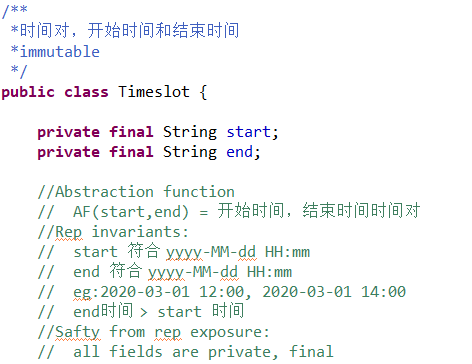 /**
 *时间对，开始时间和结束时间
 *immutable
 */
public class Timeslot {
private final String start;
private final String end;
//Abstraction function
//  AF(start,end) = 开始时间，结束时间时间对
//Rep invariants:
//  start 符合 yyyy-MM-dd HH:mm
//  end 符合 yyyy-MM-dd HH:mm
//  eg:2020-03-01 12:00, 2020-03-01 14:00
//  end时间 > start 时间
//Safty from rep exposure:
//  all fields are private, final